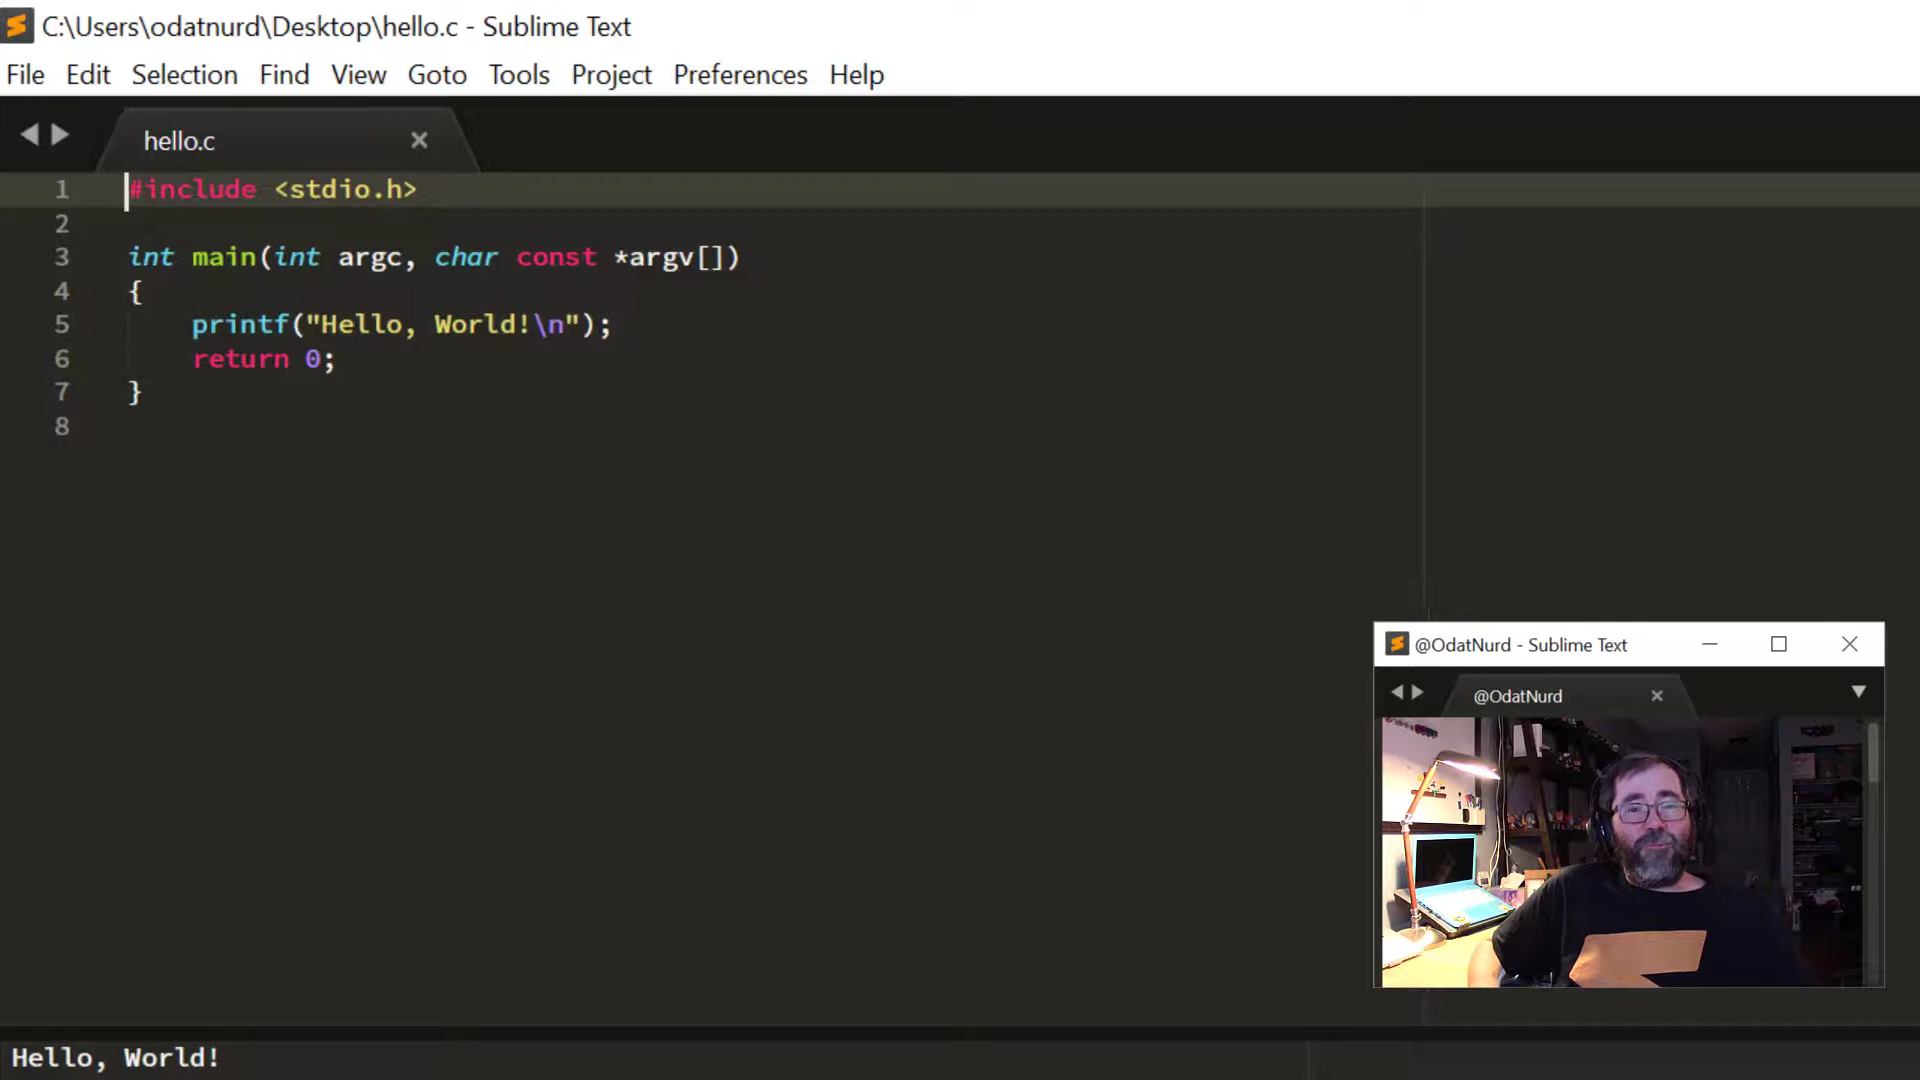 C:\Users\odatnurd\Desktop\hello.c - Sublime Text
File Edit Selection Find View Goto Tools Project Preferences Help
hello.c
1 #include <stdio.h>
2
3 int main(int argc, char const *argv[])
4 {
5     printf("Hello, World!\n");
6     return 0;
7 }
8
@OdatNurd - Sublime Text
@OdatNurd
Hello, World!